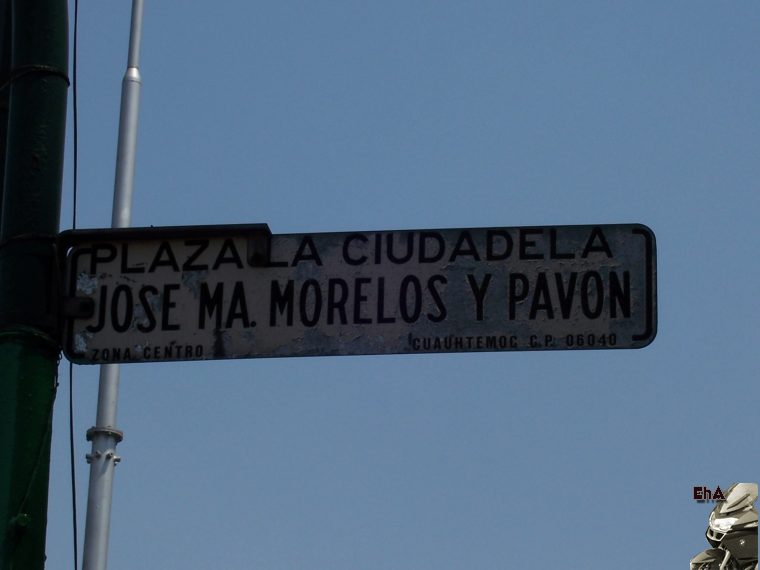 PLAZA LA CIUDADELA
JOSE MA. MORELOS Y PAVON
ZONA CENTRO CUAUHTEMOC C.P. 06040
EhA